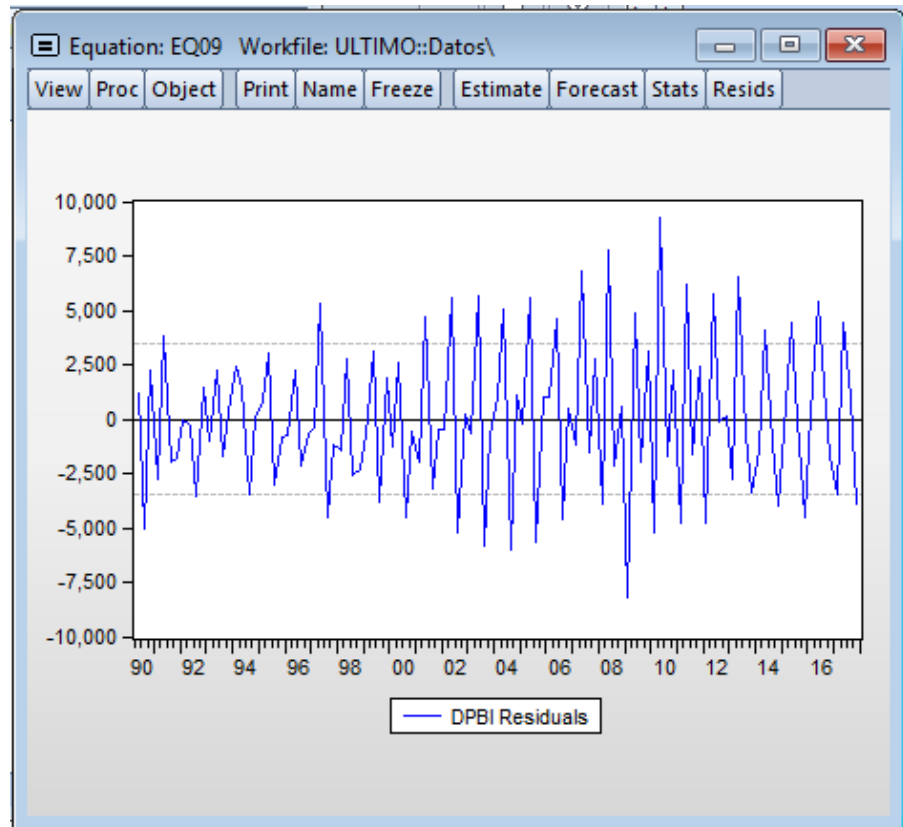 Equation: EQ09 Workfile: ULTIMO::Datos\
View Proc Object Print Name Freeze Estimate Forecast Stats Resids
10,000
7,500
5,000
2,500
0
-2,500
-5,000
-7,500
-10,000
90 92 94 96 98 00 02 04 06 08 10 12 14 16
DPBI Residuals